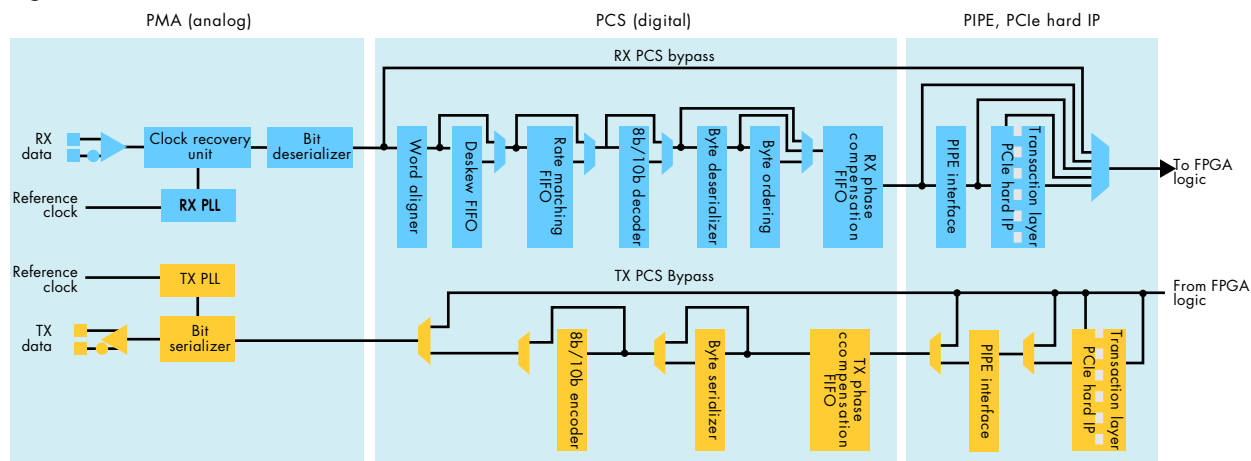 PMA (analog)
PCS (digital)
PIPE, PCIe hard IP
RX PCS bypass
RX
data
Clock recovery
unit
Bit
deserializer
Word aligner
Deskew FIFO
Rate matching
FIFO
8b/10b decoder
Byte deserializer
Byte ordering
RX phase
compensation
FIFO
PIPE interface
Transaction layer
PCIe hard IP
To FPGA
logic
Reference
clock
RX PLL
Reference
clock
TX PLL
TX PCS Bypass
From FPGA
logic
TX
data
Bit
serializer
8b/10b encoder
Byte serializer
TX phase
ccompensation
FIFO
PIPE interface
Transaction layer
PCIe hard IP